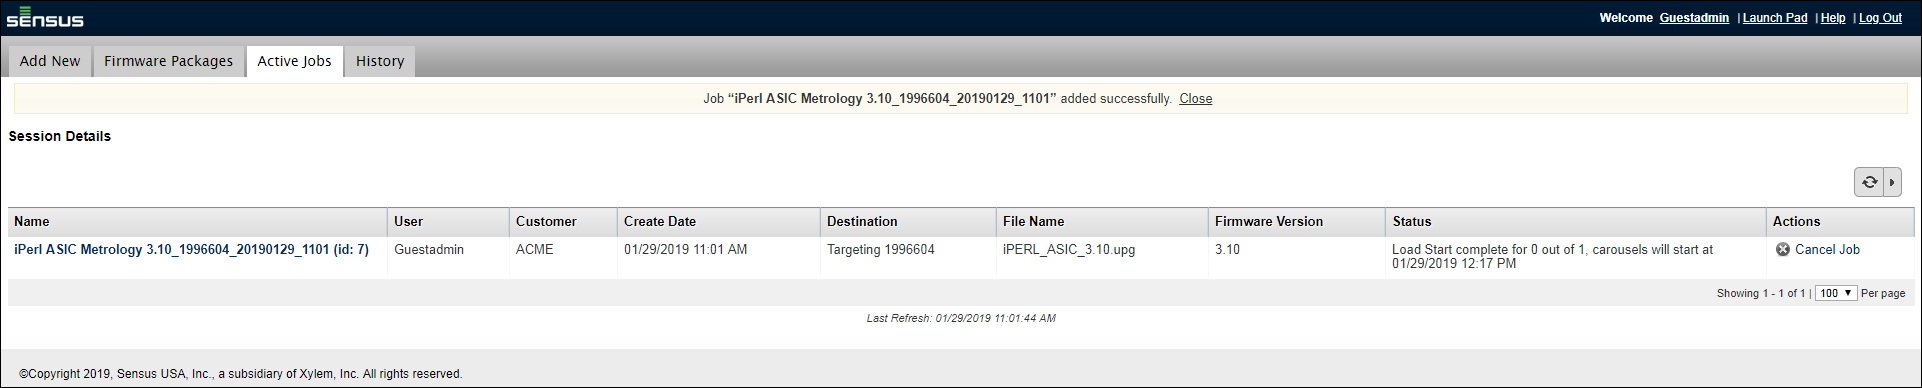 sensus
Welcome Guestadmin | Launch Pad | Help | Log Out
Add New Firmware Packages Active Jobs History
Job “iPerl ASIC Metrology 3.10_1996604_20190129_1101” added successfully. Close
Session Details
Name User Customer Create Date Destination File Name Firmware Version Status Actions
iPerl ASIC Metrology 3.10_1996604_20190129_1101 (id: 7) Guestadmin ACME 01/29/2019 11:01 AM Targeting 1996604 iPERL_ASIC_3.10.upg 3.10 Load Start complete for 0 out of 1, carousels will start at Cancel Job
01/29/2019 12:17 PM
Showing 1 - 1 of 1 | 100 Per page
Last Refresh: 01/29/2019 11:01:44 AM
©Copyright 2019, Sensus USA, Inc., a subsidiary of Xylem, Inc. All rights reserved.